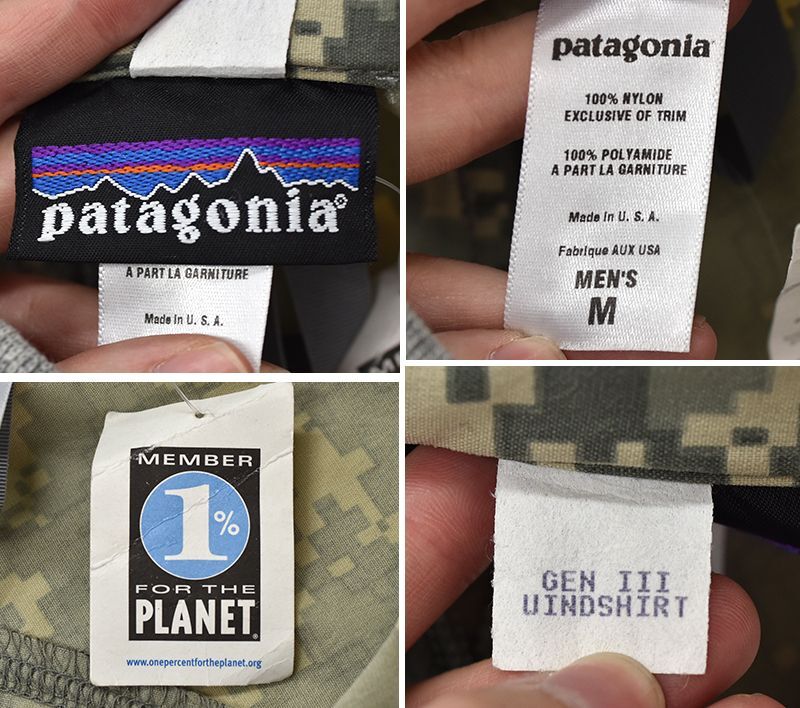 patagonia®
A PART LA GARNITURE
Made in U. S. A.
patagonia
100% NYLON
EXCLUSIVE OF TRIM
100% POLYAMIDE
A PART LA GARNITURE
Made in U. S. A.
Fabrique AUX USA
MEN'S
M
MEMBER
1%
FOR THE
PLANET®
www.onepercentfortheplanet.org
GEN III
UINDSHIRT